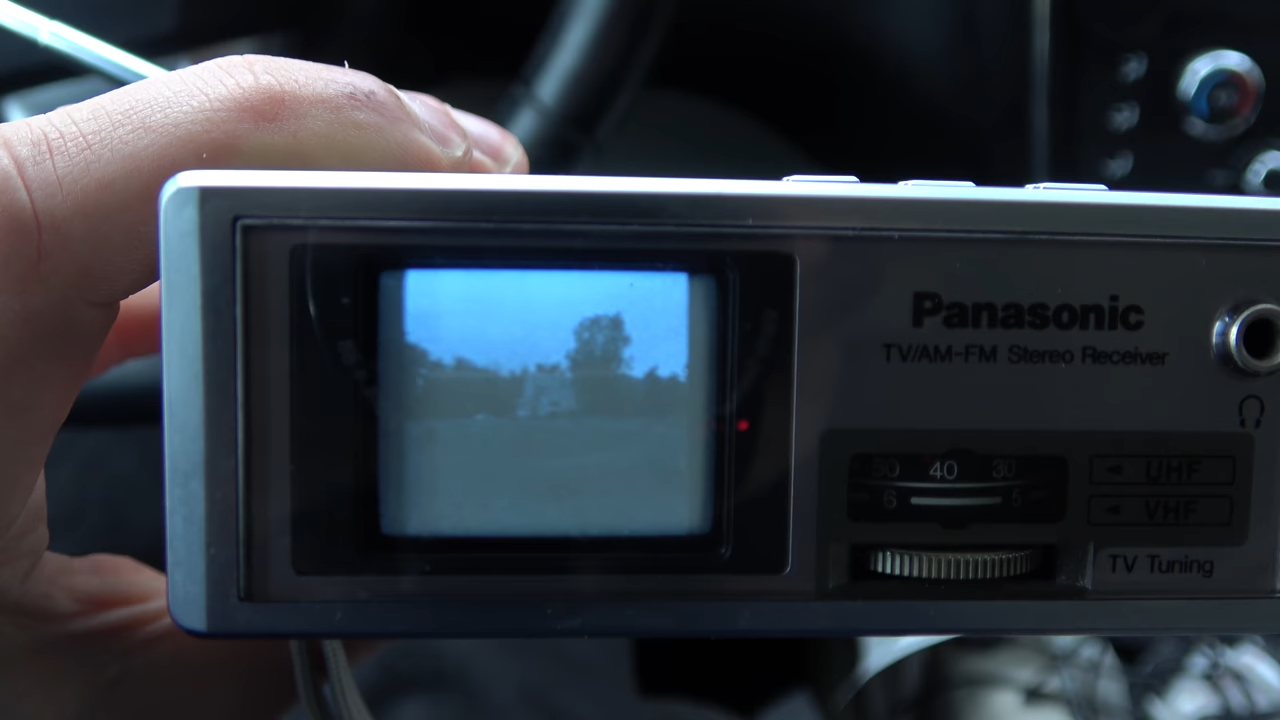 Panasonic
TV/AM-FM Stereo Receiver
50 40 30
6 5
UHF
VHF
TV Tuning